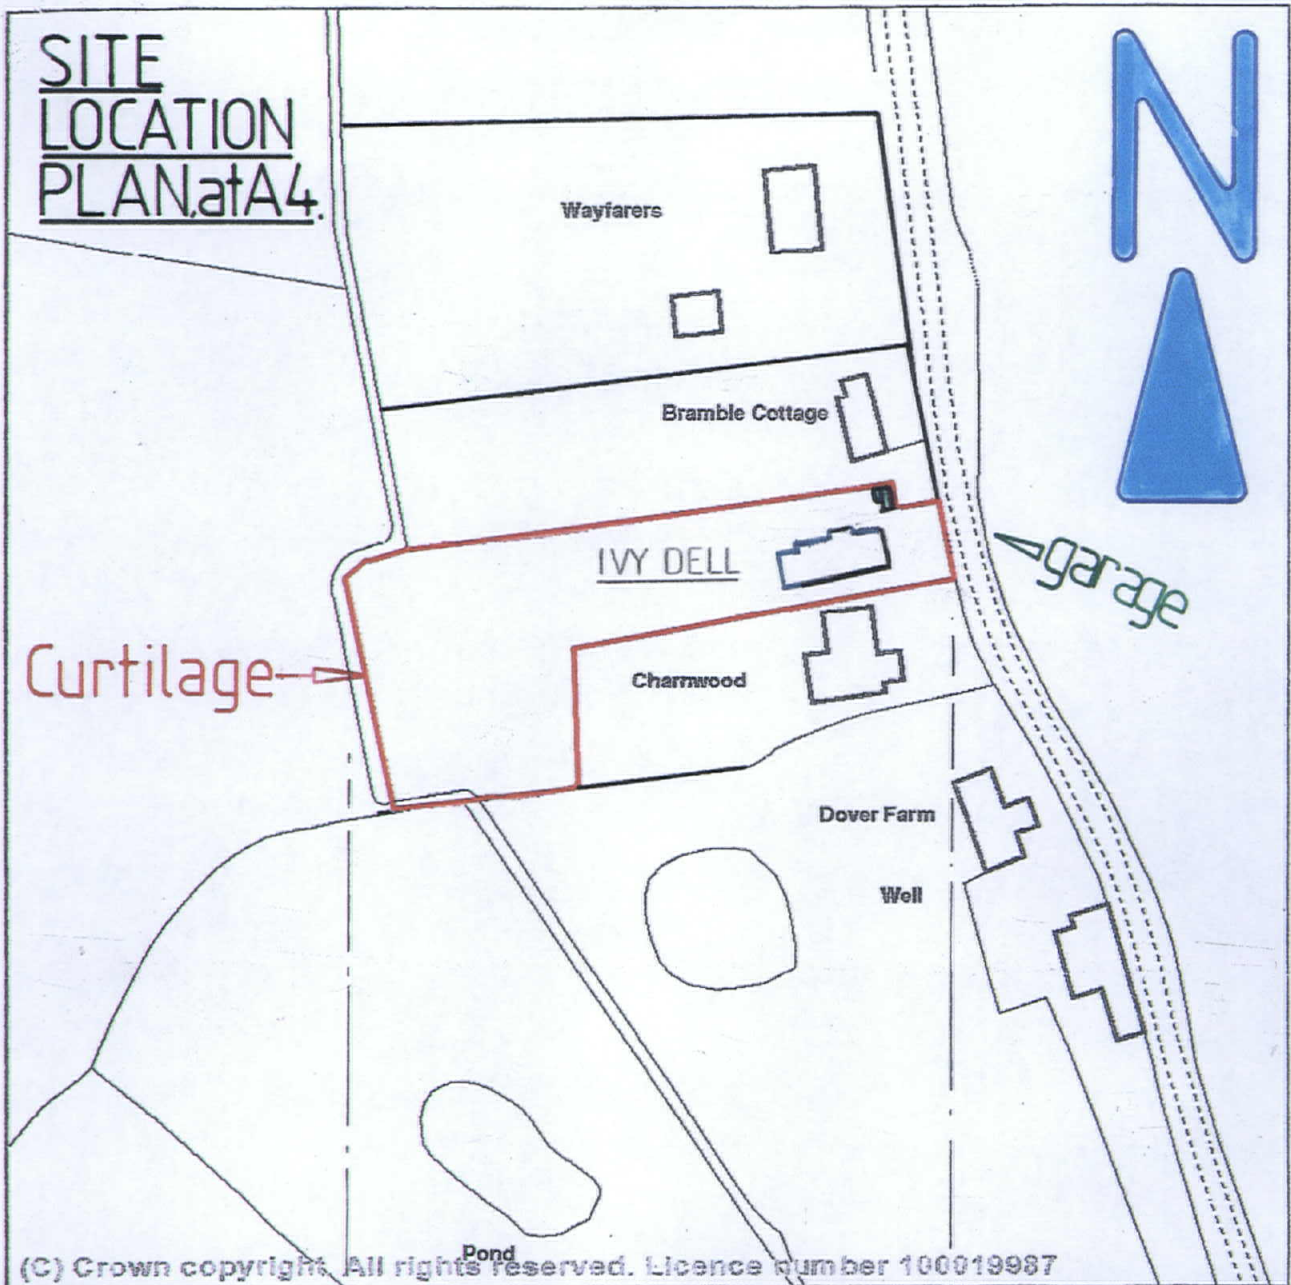 SITE
LOCATION
PLAN.atA4.
N
Wayfarers
Bramble Cottage
IVY DELL
garage
Curtilage
Charnwood
Dover Farm
Well
Pond
(C) Crown copyright. All rights reserved. Licence number 100019987